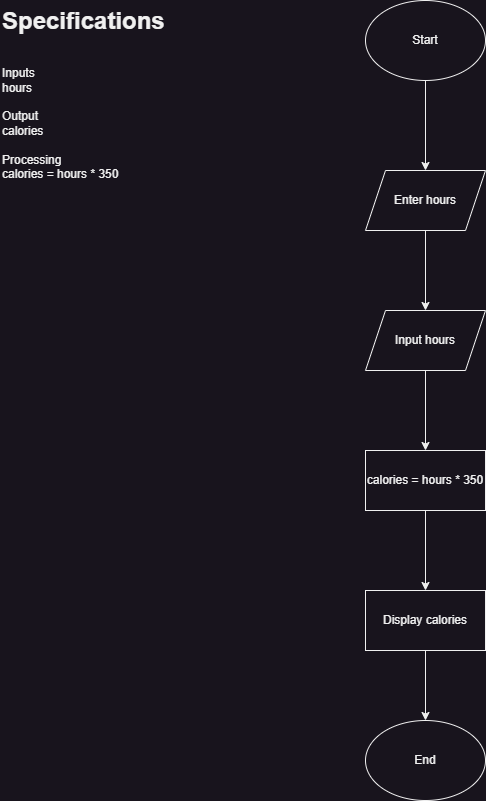 Specifications
Inputs
hours
Output
calories
Processing
calories = hours * 350
Start
Enter hours
Input hours
calories = hours * 350
Display calories
End